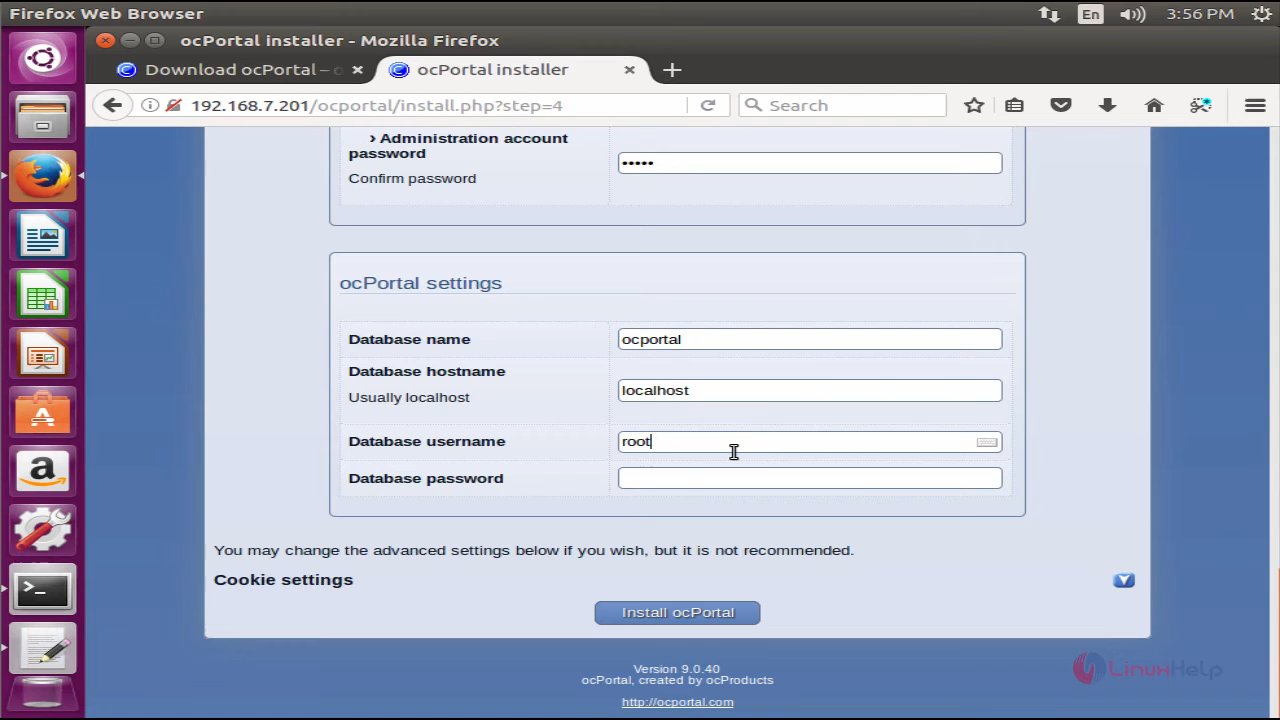 Firefox Web Browser
En
3:56 PM
ocPortal installer - Mozilla Firefox
Download ocPortal –
ocPortal installer
192.168.7.201/ocportal/install.php?step=4
Search
› Administration account
password
Confirm password
•••••
ocPortal settings
Database name
ocportal
Database hostname
Usually localhost
localhost
Database username
root
Database password
You may change the advanced settings below if you wish, but it is not recommended.
Cookie settings
Install ocPortal
Version 9.0.40
ocPortal, created by ocProducts
http://ocportal.com
LinuxHelp